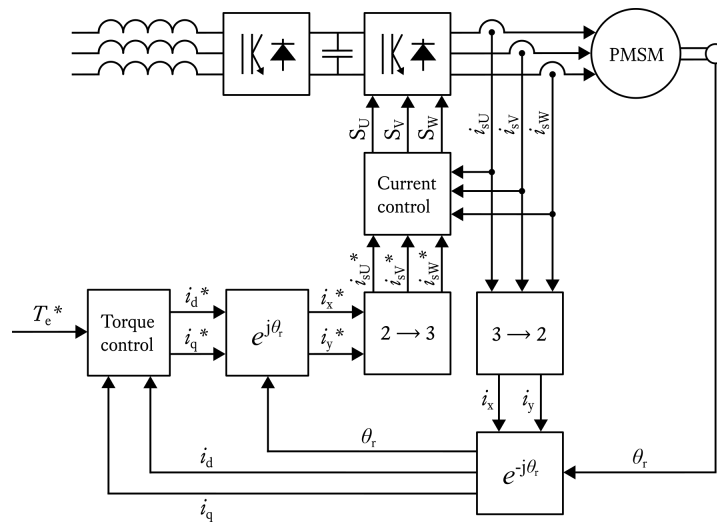 PMSM
S_U
S_V
S_W
i_sU
i_sV
i_sW
Current
control
i_sU*
i_sV*
i_sW*
T_e*
Torque
control
i_d*
i_q*
e^jθ_r
i_x*
i_y*
2 → 3
3 → 2
i_x
i_y
θ_r
i_d
i_q
e^-jθ_r
θ_r